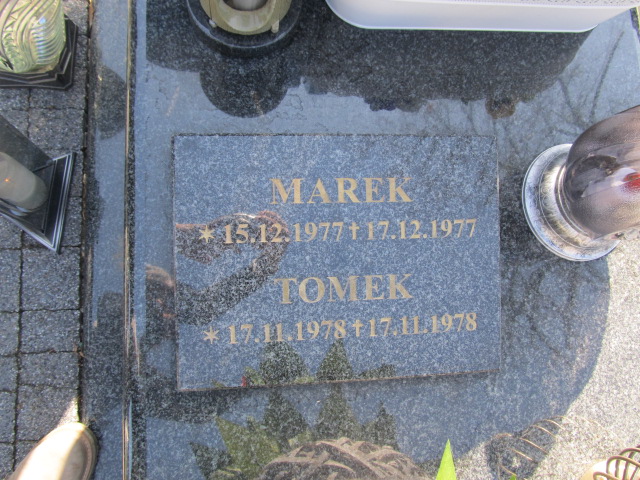 MAREK
* 15.12.1977 † 17.12.1977
TOMEK
* 17.11.1978 † 17.11.1978